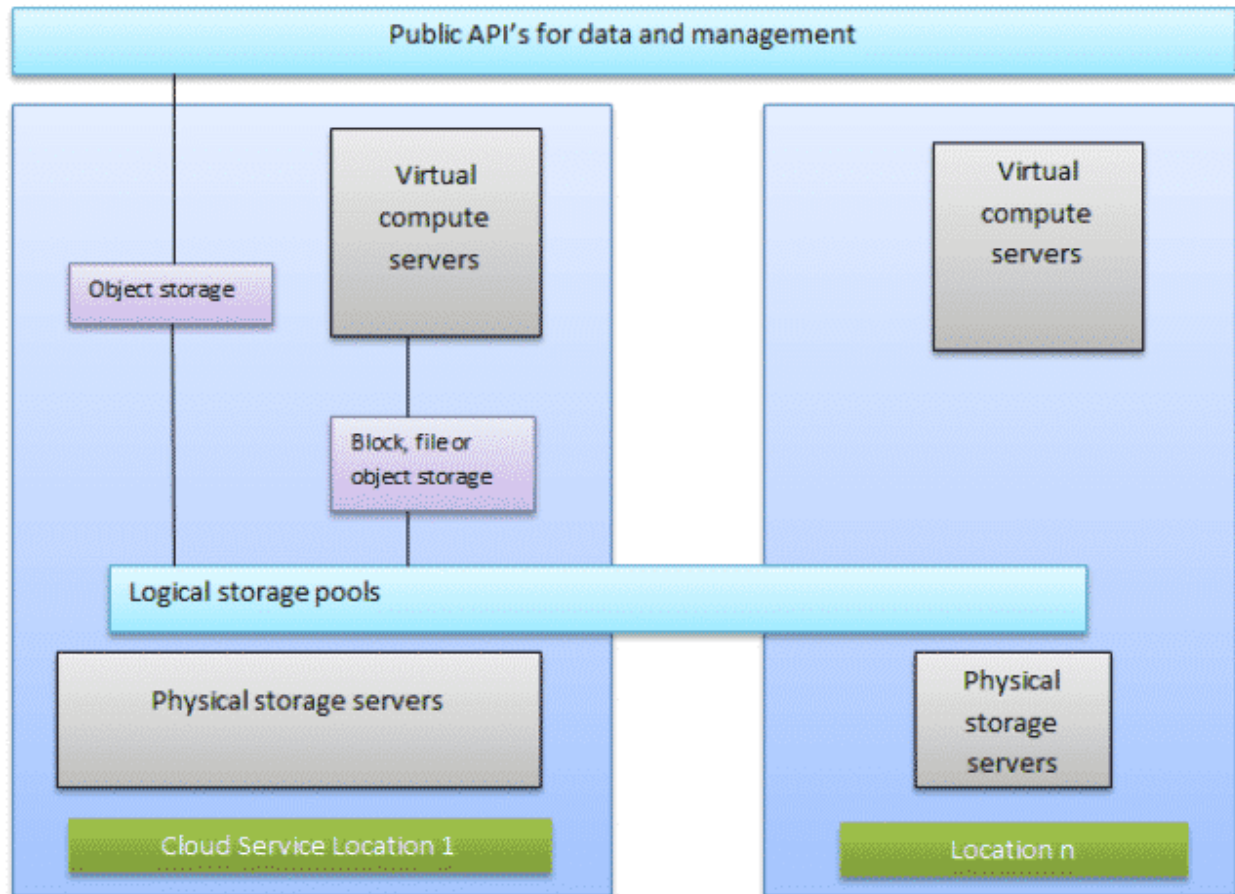 Public API's for data and management
Virtual
compute
servers
Virtual
compute
servers
Object storage
Block, file or
object storage
Logical storage pools
Physical storage servers
Physical
storage
servers
Cloud Service Location 1
Location n